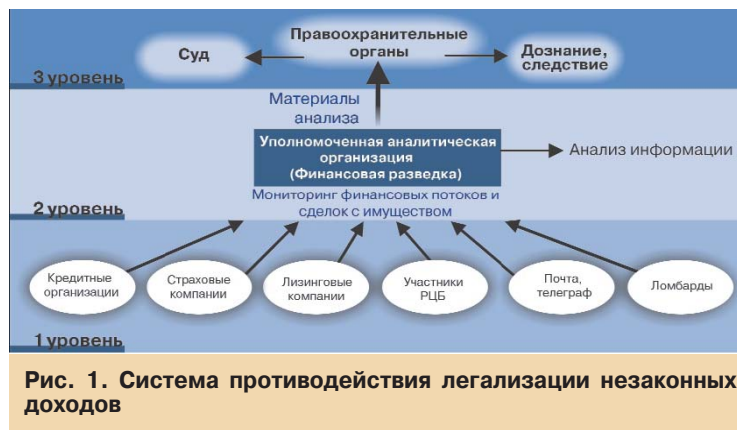 Правоохранительные
органы
Суд
Дознание,
следствие
3 уровень
Материалы
анализа
Уполномоченная аналитическая
организация
(Финансовая разведка)
Анализ информации
Мониторинг финансовых потоков и
сделок с имуществом
2 уровень
Кредитные
организации
Страховые
компании
Лизинговые
компании
Участники
РЦБ
Почта,
телеграф
Ломбарды
1 уровень
Рис. 1. Система противодействия легализации незаконных
доходов